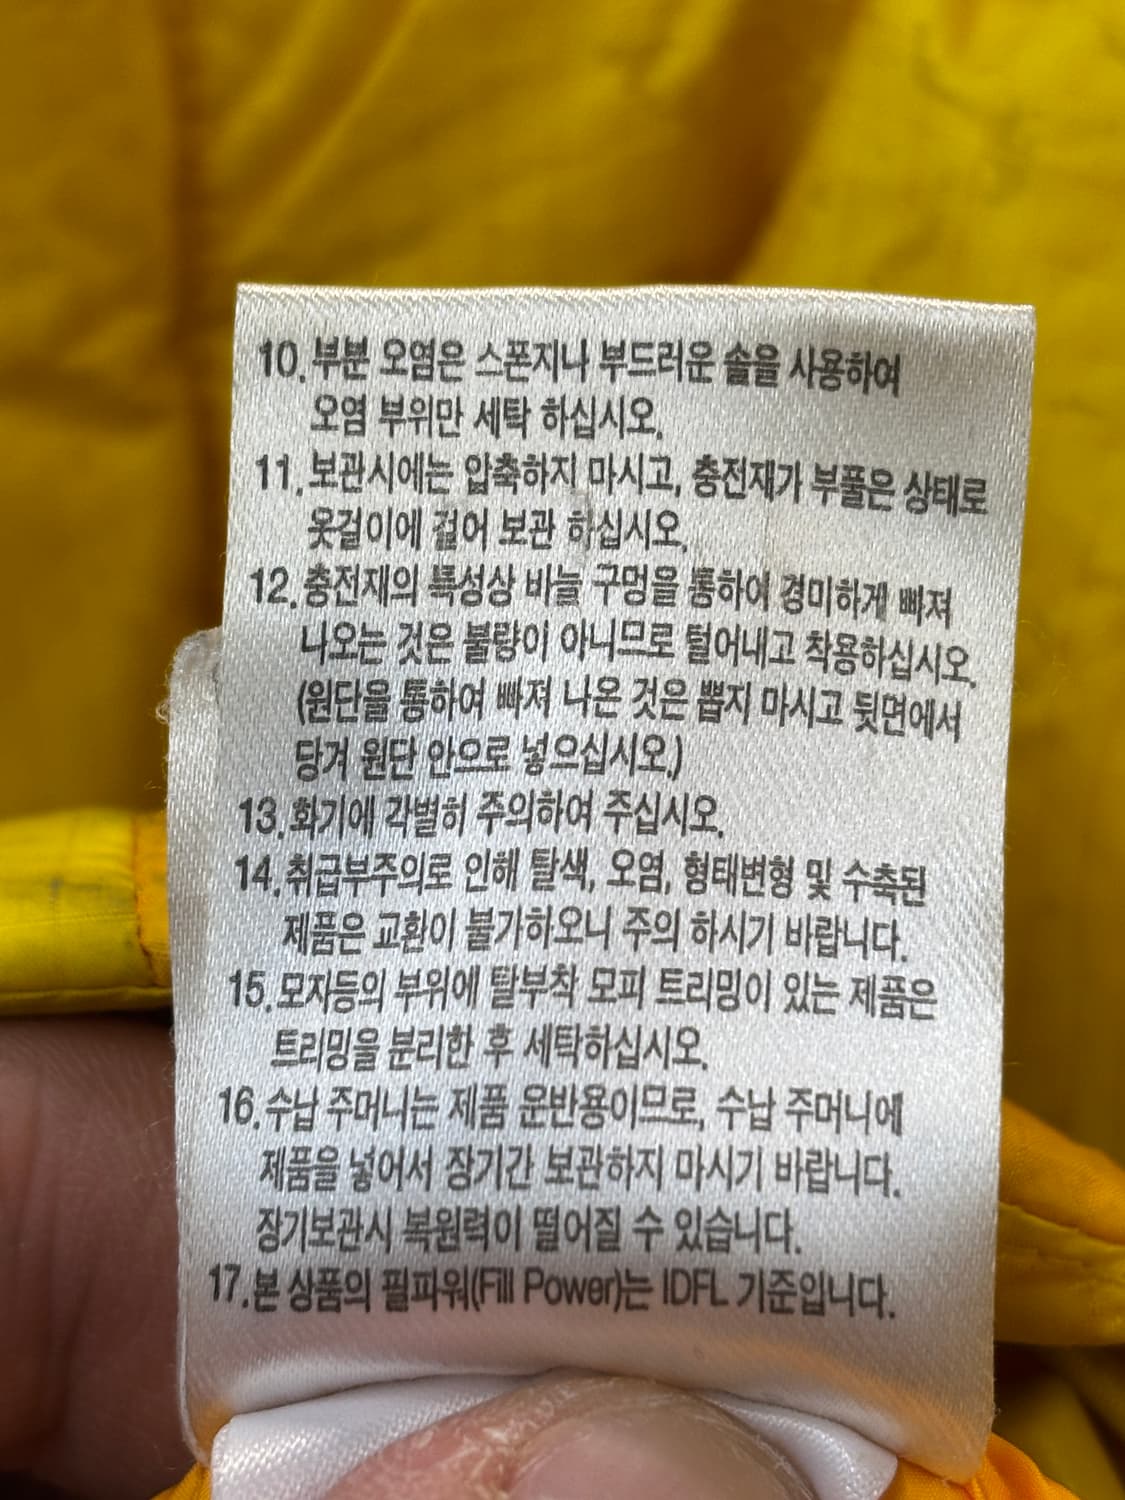 10. 부분 오염은 스폰지나 부드러운 솔을 사용하여
오염 부위만 세탁 하십시오.
11. 보관시에는 압축하지 마시고, 충전재가 부풀은 상태로
옷걸이에 걸어 보관 하십시오.
12. 충전재의 특성상 바늘 구멍을 통하여 경미하게 빠져
나오는 것은 불량이 아니므로 털어내고 착용하십시오.
(원단을 통하여 빠져 나온 것은 뽑지 마시고 뒷면에서
당겨 원단 안으로 넣으십시오.)
13. 화기에 각별히 주의하여 주십시오.
14. 취급부주의로 인해 탈색, 오염, 형태변형 및 수축된
제품은 교환이 불가하오니 주의 하시기 바랍니다.
15. 모자등의 부위에 탈부착 모피 트리밍이 있는 제품은
트리밍을 분리한 후 세탁하십시오.
16. 수납 주머니는 제품 운반용이므로, 수납 주머니에
제품을 넣어서 장기간 보관하지 마시기 바랍니다.
장기보관시 복원력이 떨어질 수 있습니다.
17. 본 상품의 필파워(Fill Power)는 IDFL 기준입니다.